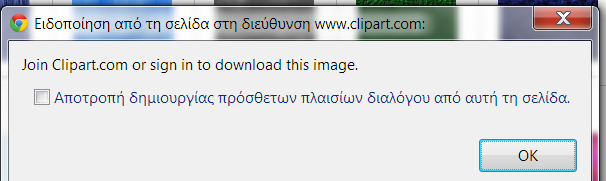 Ειδοποίηση από τη σελίδα στη διεύθυνση www.clipart.com:
Join Clipart.com or sign in to download this image.
Αποτροπή δημιουργίας πρόσθετων πλαισίων διαλόγου από αυτή τη σελίδα.
OK